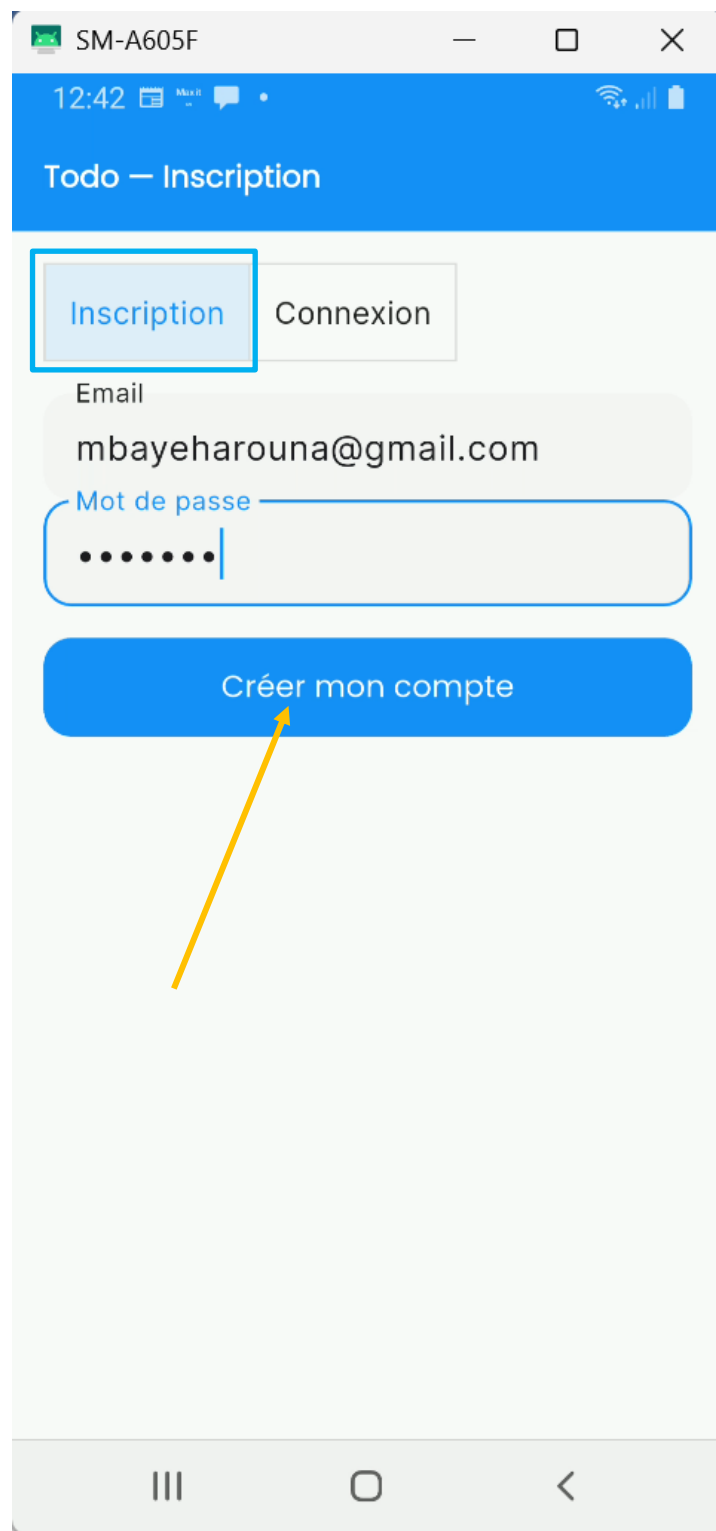 SM-A605F
12:42
Todo — Inscription
Inscription Connexion
Email
mbayeharouna@gmail.com
Mot de passe
•••••••
Créer mon compte